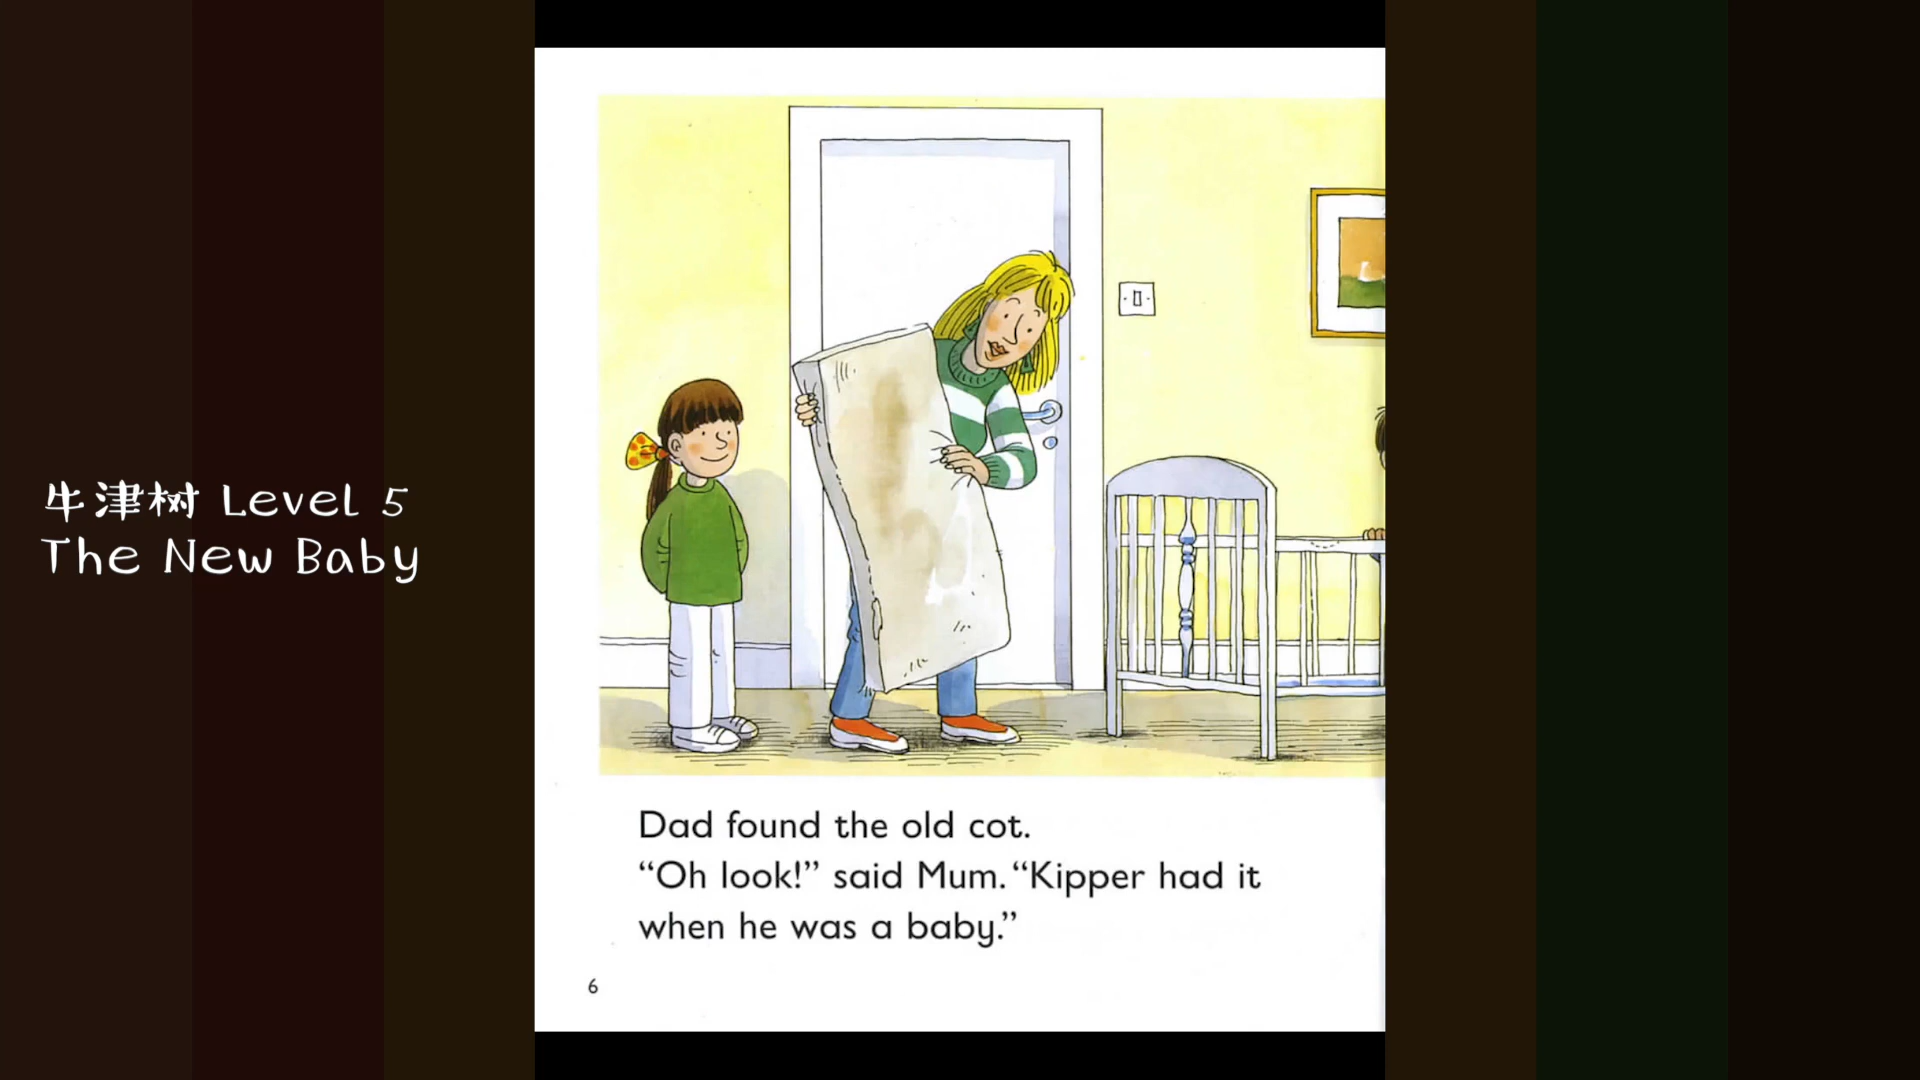 牛津树 Level 5
The New Baby
Dad found the old cot.
“Oh look!” said Mum. “Kipper had it
when he was a baby.”
6